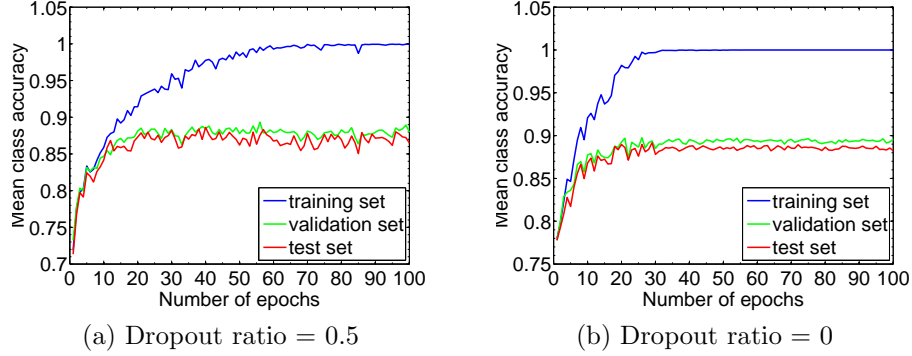 1.05
1
0.95
0.9
0.85
0.8
0.75
0.7
0 10 20 30 40 50 60 70 80 90 100
Mean class accuracy
Number of epochs
training set
validation set
test set
(a) Dropout ratio = 0.5
1.05
1
0.95
0.9
0.85
0.8
0.75
0 10 20 30 40 50 60 70 80 90 100
Mean class accuracy
Number of epochs
training set
validation set
test set
(b) Dropout ratio = 0